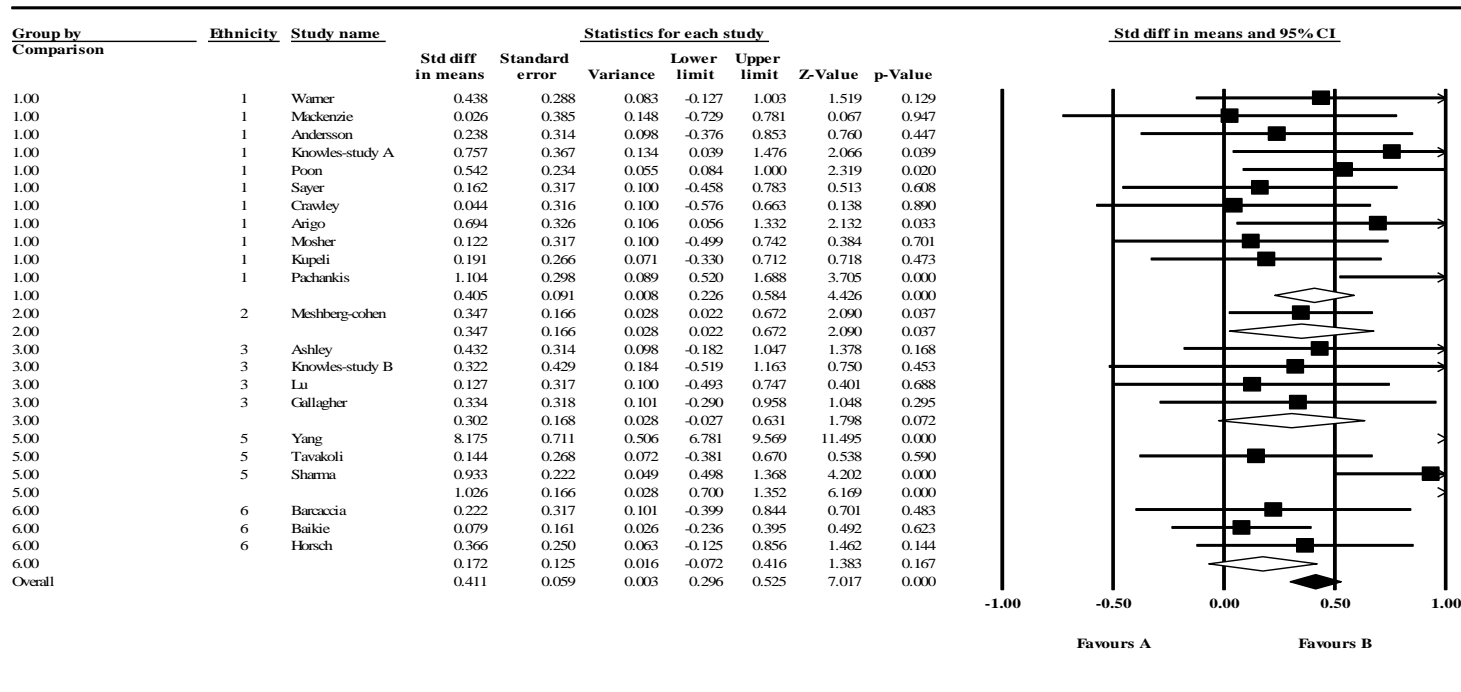 Group by Ethnicity Study name Statistics for each study Std diff in means and 95% CI
Comparison
Std diff Standard Lower Upper
in means error Variance limit limit Z-Value p-Value
1.00 1 Warner 0.438 0.288 0.083 -0.127 1.003 1.519 0.129
1.00 1 Mackenzie 0.026 0.385 0.148 -0.729 0.781 0.067 0.947
1.00 1 Andersson 0.238 0.314 0.098 -0.376 0.853 0.760 0.447
1.00 1 Knowles-study A 0.757 0.367 0.134 0.039 1.476 2.066 0.039
1.00 1 Poon 0.542 0.234 0.055 0.084 1.000 2.319 0.020
1.00 1 Sayer 0.162 0.317 0.100 -0.458 0.783 0.513 0.608
1.00 1 Crawley 0.044 0.316 0.100 -0.576 0.663 0.138 0.890
1.00 1 Arigo 0.694 0.326 0.106 0.056 1.332 2.132 0.033
1.00 1 Mosher 0.122 0.317 0.100 -0.499 0.742 0.384 0.701
1.00 1 Kupeli 0.191 0.266 0.071 -0.330 0.712 0.718 0.473
1.00 1 Pachankis 1.104 0.298 0.089 0.520 1.688 3.705 0.000
1.00 0.405 0.091 0.008 0.226 0.584 4.426 0.000
2.00 2 Meshberg-cohen 0.347 0.166 0.028 0.022 0.672 2.090 0.037
2.00 0.347 0.166 0.028 0.022 0.672 2.090 0.037
3.00 3 Ashley 0.432 0.314 0.098 -0.182 1.047 1.378 0.168
3.00 3 Knowles-study B 0.322 0.429 0.184 -0.519 1.163 0.750 0.453
3.00 3 Lu 0.127 0.317 0.100 -0.493 0.747 0.401 0.688
3.00 3 Gallagher 0.334 0.318 0.101 -0.290 0.958 1.048 0.295
3.00 0.302 0.168 0.028 -0.027 0.631 1.798 0.072
5.00 5 Yang 8.175 0.711 0.506 6.781 9.569 11.495 0.000
5.00 5 Tavakoli 0.144 0.268 0.072 -0.381 0.670 0.538 0.590
5.00 5 Sharma 0.933 0.222 0.049 0.498 1.368 4.202 0.000
5.00 1.026 0.166 0.028 0.700 1.352 6.169 0.000
6.00 6 Barcaccia 0.222 0.317 0.101 -0.399 0.844 0.701 0.483
6.00 6 Baikie 0.079 0.161 0.026 -0.236 0.395 0.492 0.623
6.00 6 Horsch 0.366 0.250 0.063 -0.125 0.856 1.462 0.144
6.00 0.172 0.125 0.016 -0.072 0.416 1.383 0.167
Overall 0.411 0.059 0.003 0.296 0.525 7.017 0.000
-1.00 -0.50 0.00 0.50 1.00
Favours A Favours B